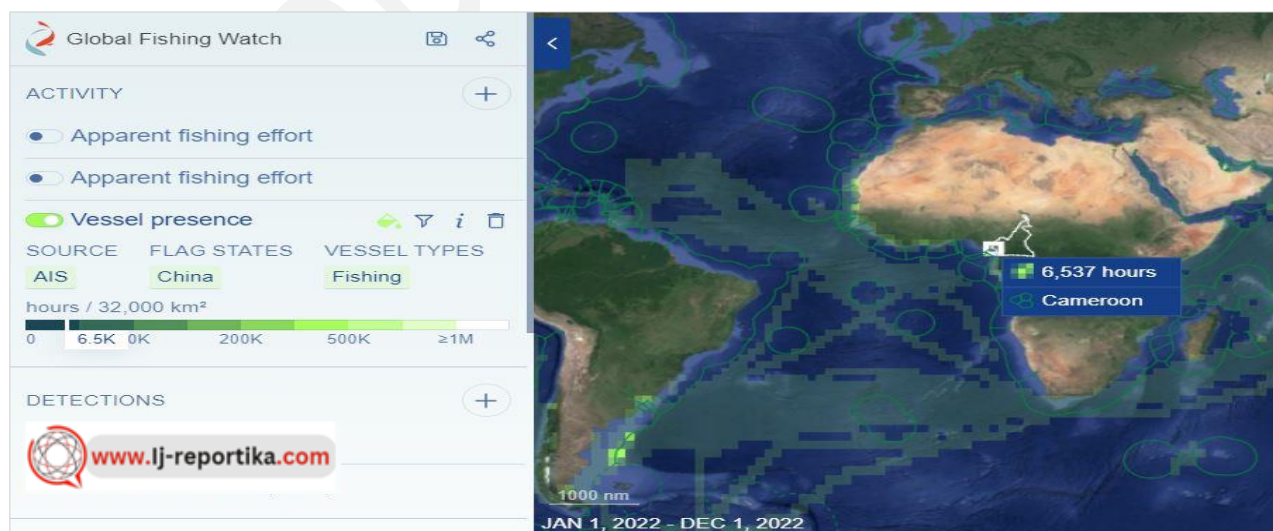 Global Fishing Watch
ACTIVITY
Apparent fishing effort
Apparent fishing effort
Vessel presence
SOURCE FLAG STATES VESSEL TYPES
AIS China Fishing
hours / 32,000 km²
0 6.5K 0K 200K 500K ≥1M
DETECTIONS
www.lj-reportika.com
6,537 hours
Cameroon
1000 nm
JAN 1, 2022 - DEC 1, 2022